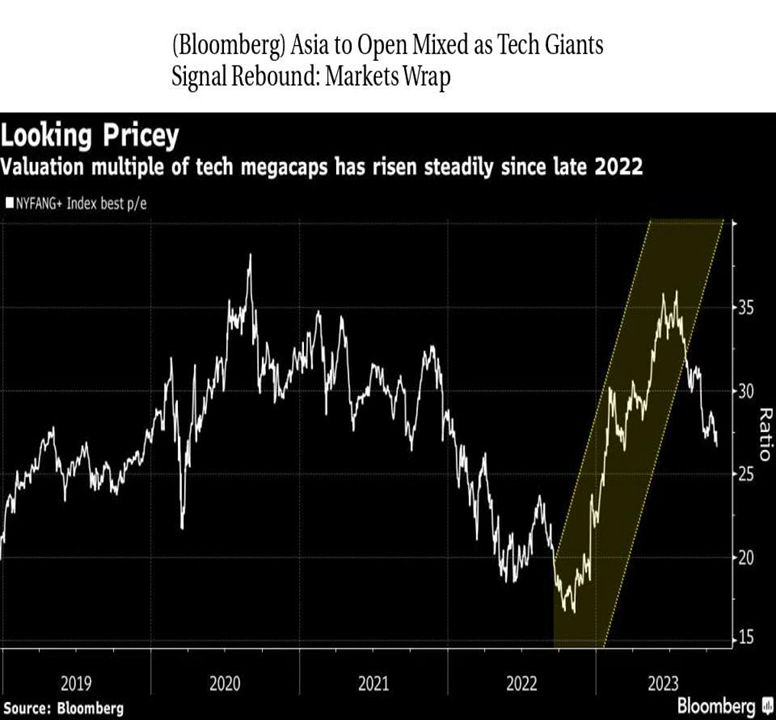 (Bloomberg) Asia to Open Mixed as Tech Giants
Signal Rebound: Markets Wrap
Looking Pricey
Valuation multiple of tech megacaps has risen steadily since late 2022
NYFANG+ Index best p/e
35
30
25
20
15
Ratio
2019 2020 2021 2022 2023
Source: Bloomberg
Bloomberg